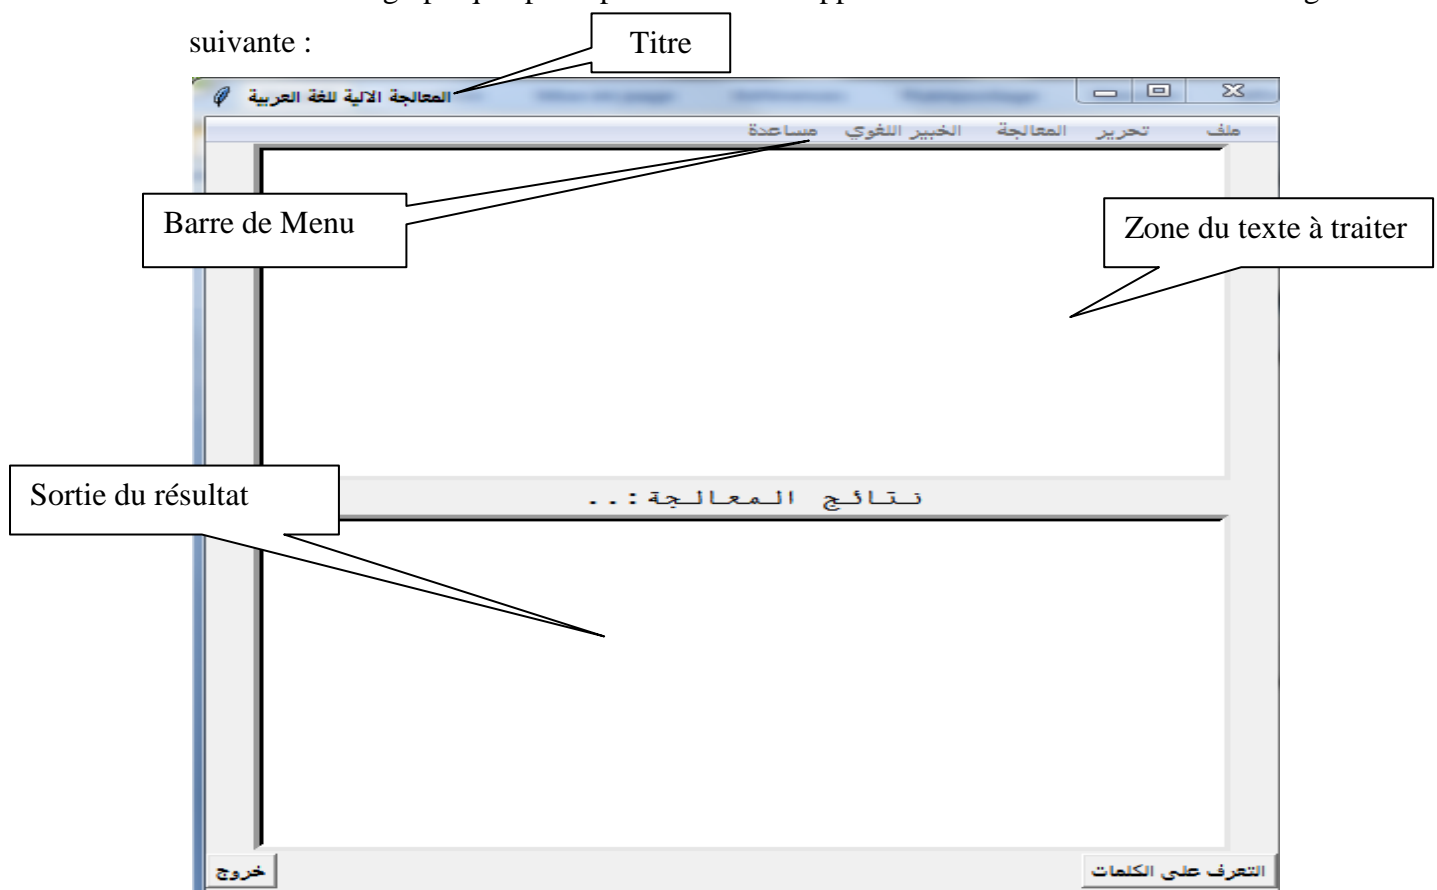 suivante :
Titre
المعالجة الالية للغة العربية
ملف تحرير المعالجة الخبير اللغوي مساعدة
Barre de Menu
Zone du texte à traiter
Sortie du résultat
نتائج المعالجة:..
خروج
التعرف على الكلمات